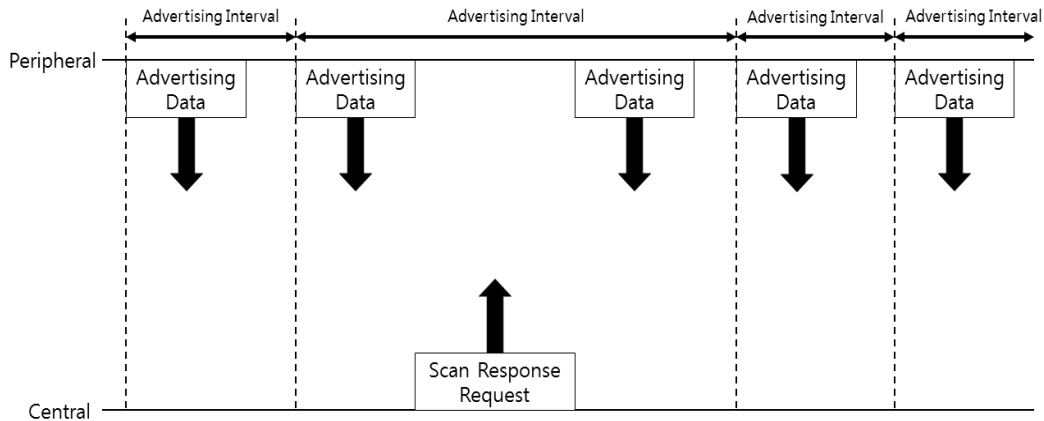 Advertising Interval
Advertising Interval
Advertising Interval
Advertising Interval
Peripheral
Advertising
Data
Advertising
Data
Advertising
Data
Advertising
Data
Advertising
Data
Scan Response
Request
Central